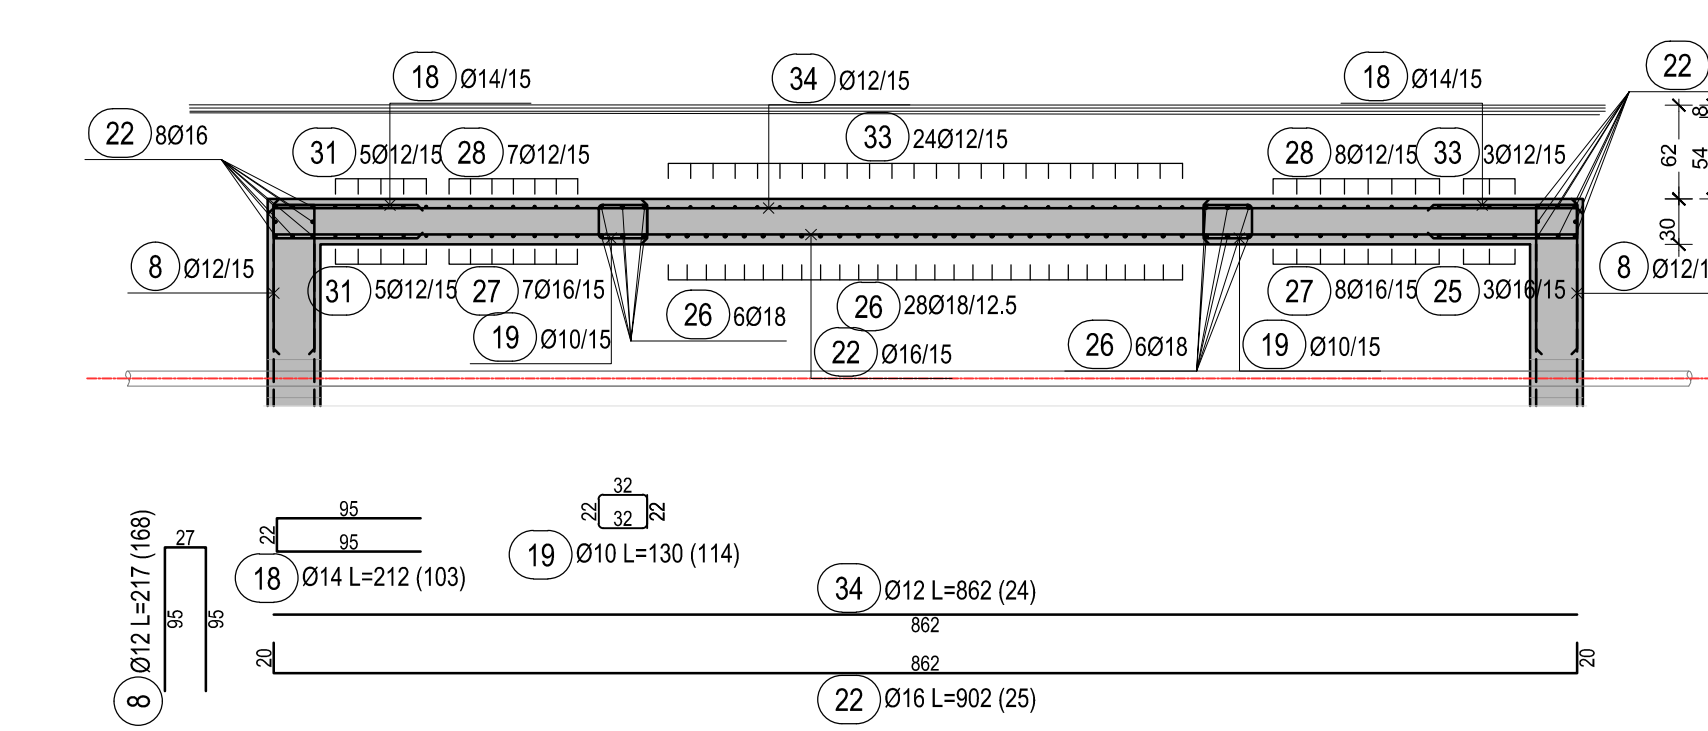 18 Ø14/15
34 Ø12/15
18 Ø14/15
22
22 8Ø16
31 5Ø12/15
28 7Ø12/15
33 24Ø12/15
28 8Ø12/15
33 3Ø12/15
8
62
54
30
8 Ø12/15
31 5Ø12/15
27 7Ø16/15
26 6Ø18
26 28Ø18/12.5
27 8Ø16/15
25 3Ø16/15
8 Ø12/1
19 Ø10/15
22 Ø16/15
26 6Ø18
19 Ø10/15
27
95
95
8 Ø12 L=217 (168)
95
22
95
18 Ø14 L=212 (103)
32
22
32
22
19 Ø10 L=130 (114)
34 Ø12 L=862 (24)
862
20
862
20
22 Ø16 L=902 (25)